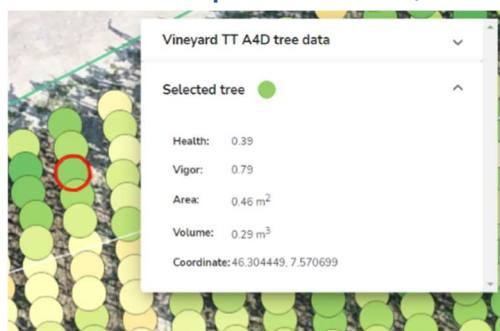 Vineyard TT A4D tree data
Selected tree
Health: 0.39
Vigor: 0.79
Area: 0.46 m²
Volume: 0.29 m³
Coordinate: 46.304449, 7.570699